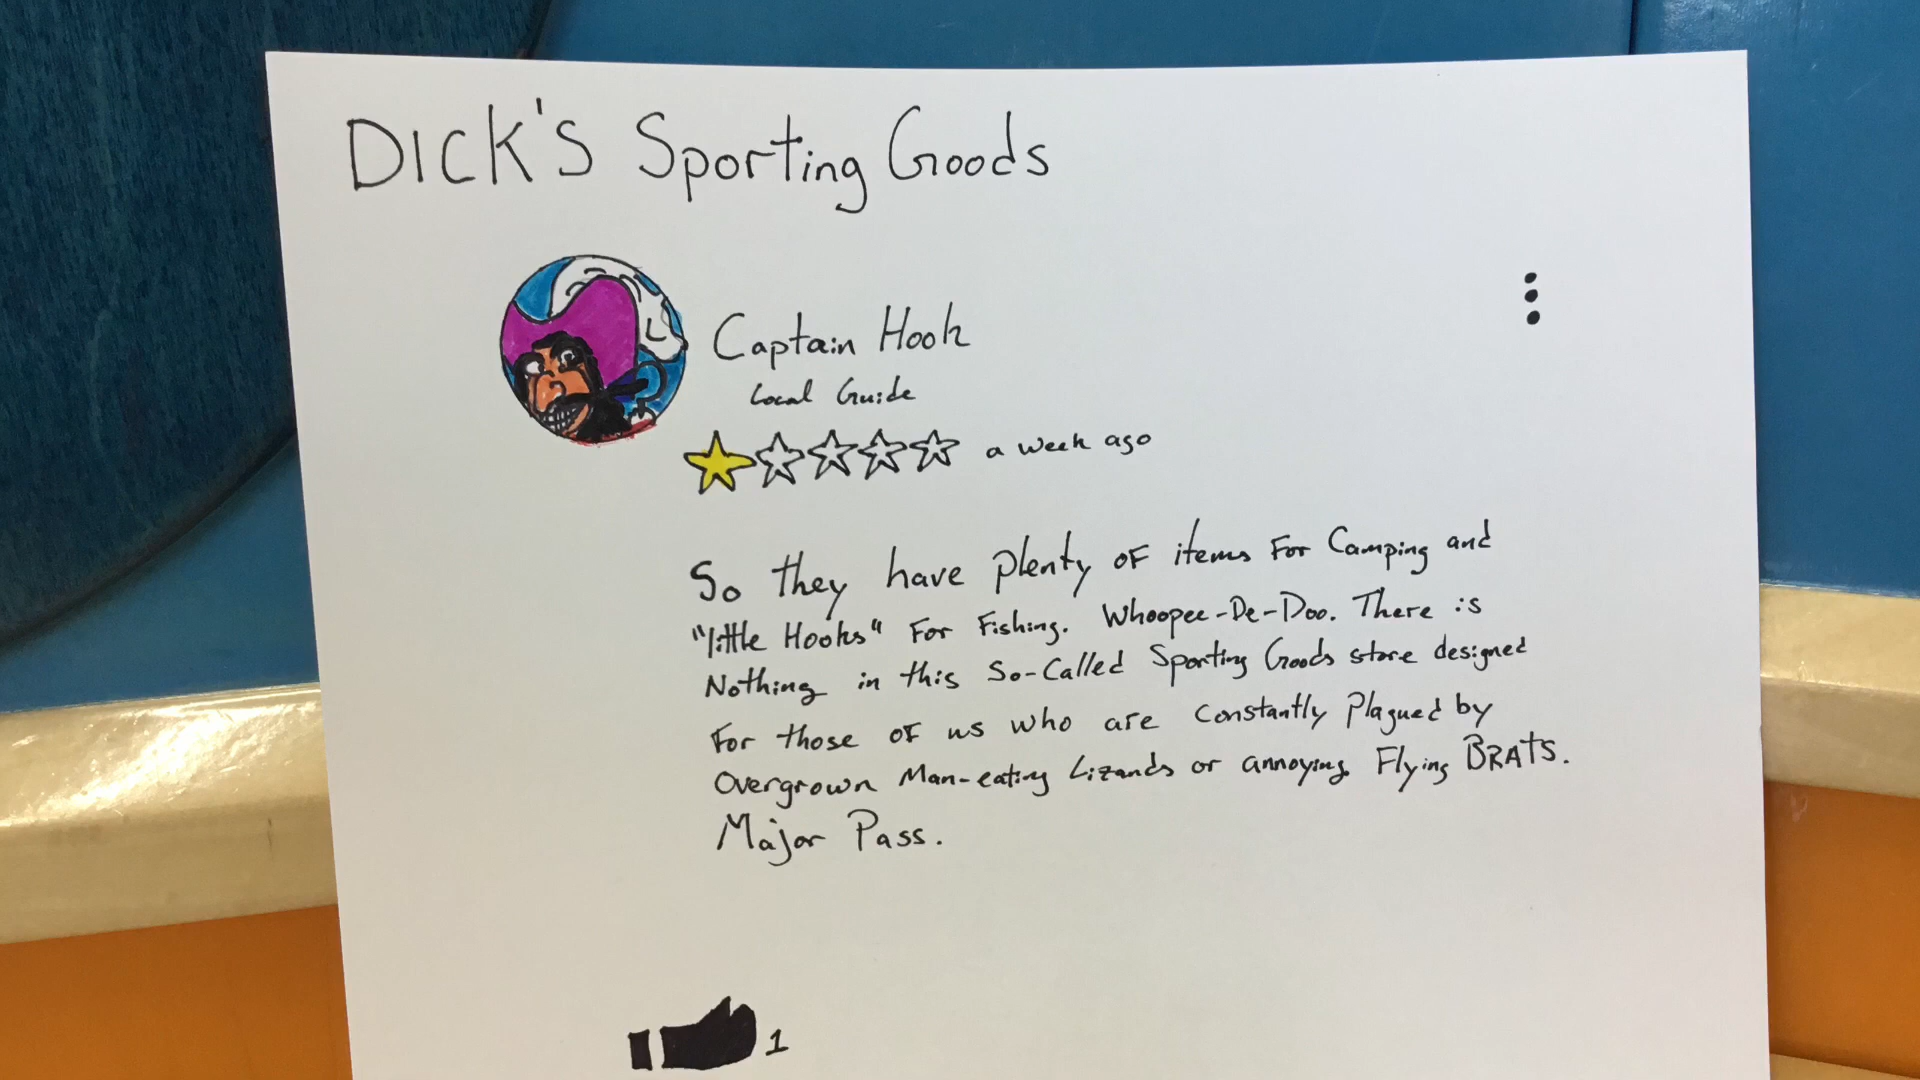 DICK'S Sporting Goods
Captain Hook
Local Guide
a week ago
So they have plenty of items For Camping and
"little Hooks" For Fishing. Whoopee-De-Doo. There is
Nothing in this So-Called Sporting Goods store designed
For those of us who are constantly Plagued by
overgrown Man-eating Lizards or annoying Flying BRATS.
Major Pass.
1